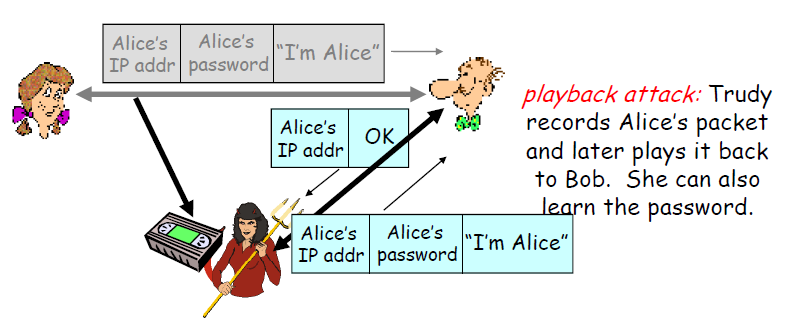 Alice's Alice's "I'm Alice"
IP addr password
playback attack: Trudy
records Alice's packet
and later plays it back
to Bob. She can also
learn the password.
Alice's OK
IP addr
Alice's Alice's "I'm Alice"
IP addr password